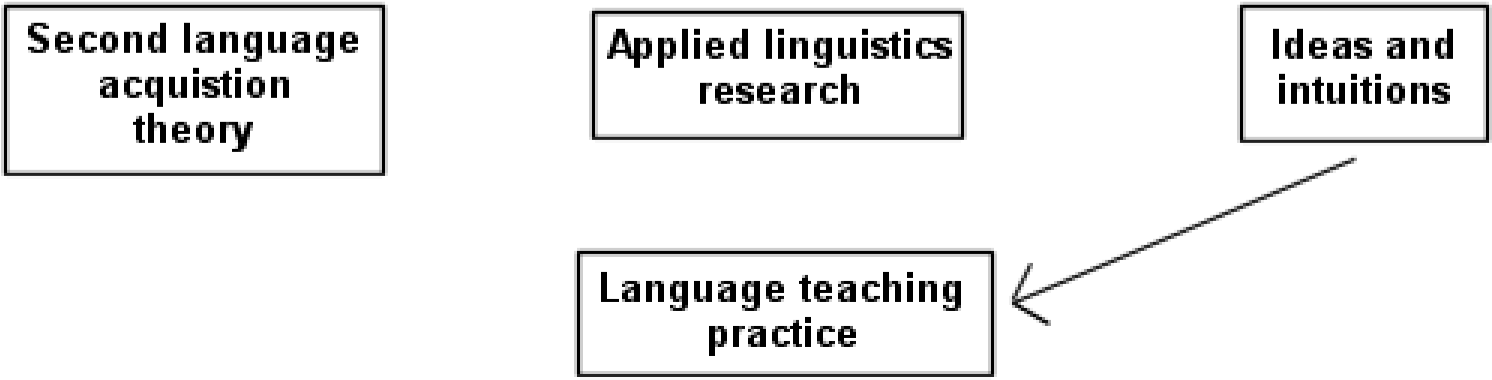 Second language
acquistion
theory
Applied linguistics
research
Ideas and
intuitions
Language teaching
practice